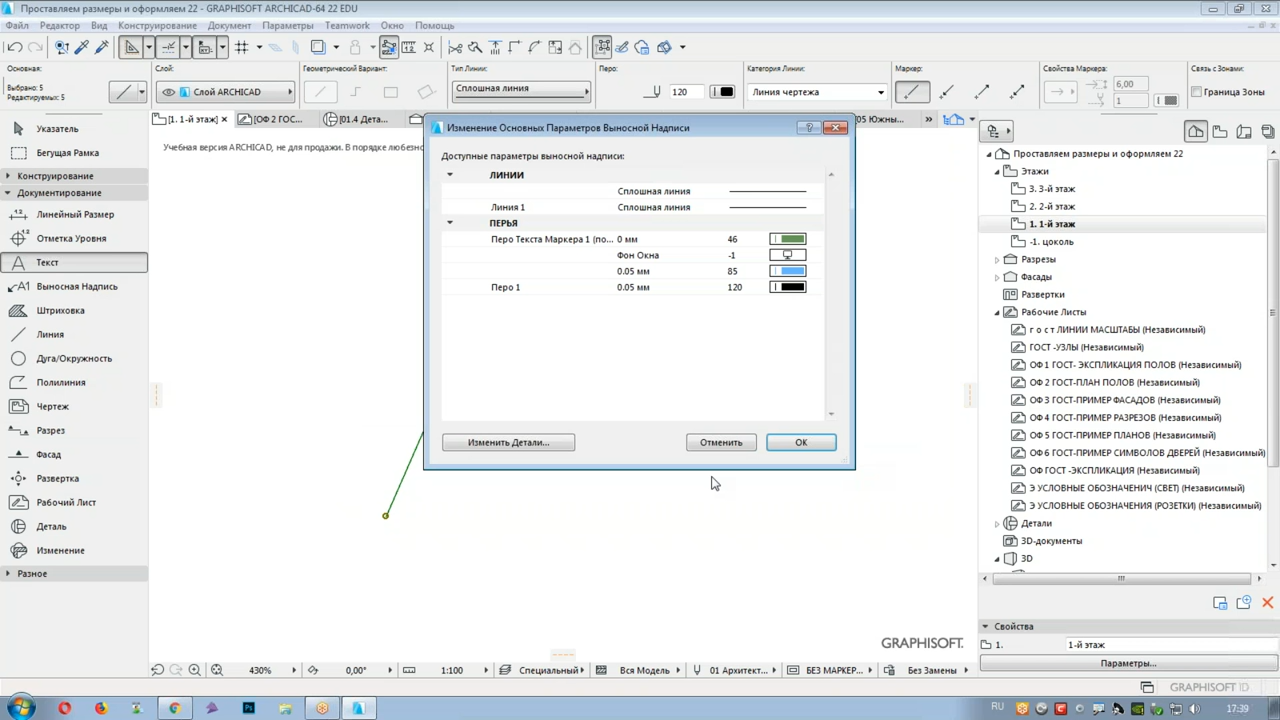 Проставляем размеры и оформляем 22 - GRAPHISOFT ARCHICAD-64 22 EDU
Файл Редактор Вид Конструирование Документ Параметры Teamwork Окно Помощь
Основная: Слой: Геометрический Вариант: Тип Линии: Перо: Категория Линии: Маркер: Свойства Маркера: Связь с Зонами:
Выбрано: 5
Редактируемых: 5
Слой ARCHICAD
Сплошная линия
120
Линия чертежа
6,00
1
Граница Зоны
[1. 1-й этаж]
[ОФ 2 ГОС...
[01.4 Дета...
05 Южны...
Учебная версия ARCHICAD, не для продажи. В порядке любезно
Указатель
Бегущая Рамка
Конструирование
Документирование
Линейный Размер
Отметка Уровня
Текст
Выносная Надпись
Штриховка
Линия
Дуга/Окружность
Полилиния
Чертеж
Разрез
Фасад
Развертка
Рабочий Лист
Деталь
Изменение
Разное
Изменение Основных Параметров Выносной Надписи
Доступные параметры выносной надписи:
ЛИНИИ
Сплошная линия
Линия 1 Сплошная линия
ПЕРЬЯ
Перо Текста Маркера 1 (по... 0 мм 46
Фон Окна -1
0.05 мм 85
Перо 1 0.05 мм 120
Изменить Детали...
Отменить
OK
Проставляем размеры и оформляем 22
Этажи
3. 3-й этаж
2. 2-й этаж
1. 1-й этаж
-1. цоколь
Разрезы
Фасады
Развертки
Рабочие Листы
г о с т ЛИНИИ МАСШТАБЫ (Независимый)
ГОСТ -УЗЛЫ (Независимый)
ОФ 1 ГОСТ- ЭКСПЛИКАЦИЯ ПОЛОВ (Независимый)
ОФ 2 ГОСТ-ПЛАН ПОЛОВ (Независимый)
ОФ 3 ГОСТ-ПРИМЕР ФАСАДОВ (Независимый)
ОФ 4 ГОСТ-ПРИМЕР РАЗРЕЗОВ (Независимый)
ОФ 5 ГОСТ-ПРИМЕР ПЛАНОВ (Независимый)
ОФ 6 ГОСТ-ПРИМЕР СИМВОЛОВ ДВЕРЕЙ (Независимый)
ОФ ГОСТ -ЭКСПЛИКАЦИЯ (Независимый)
Э УСЛОВНЫЕ ОБОЗНАЧЕНИЧ (СВЕТ) (Независимый)
Э УСЛОВНЫЕ ОБОЗНАЧЕНИЯ (РОЗЕТКИ) (Независимый)
Детали
3D-документы
3D
Свойства
1. 1-й этаж
Параметры...
GRAPHISOFT.
430% 0,00° 1:100 Специальный Вся Модель 01 Архитект... БЕЗ МАРКЕР... Без Замены
GRAPHISOFT ID
RU 17:39